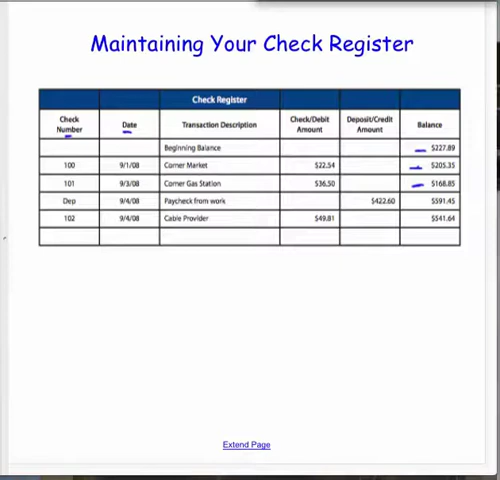 Maintaining Your Check Register
Check Register
Check Number Date Transaction Description Check/Debit Amount Deposit/Credit Amount Balance
Beginning Balance $227.89
100 9/1/08 Corner Market $22.54 $205.35
101 9/3/08 Corner Gas Station $36.50 $168.85
Dep 9/4/08 Paycheck from work $422.60 $591.45
102 9/4/08 Cable Provider $49.81 $541.64
Extend Page